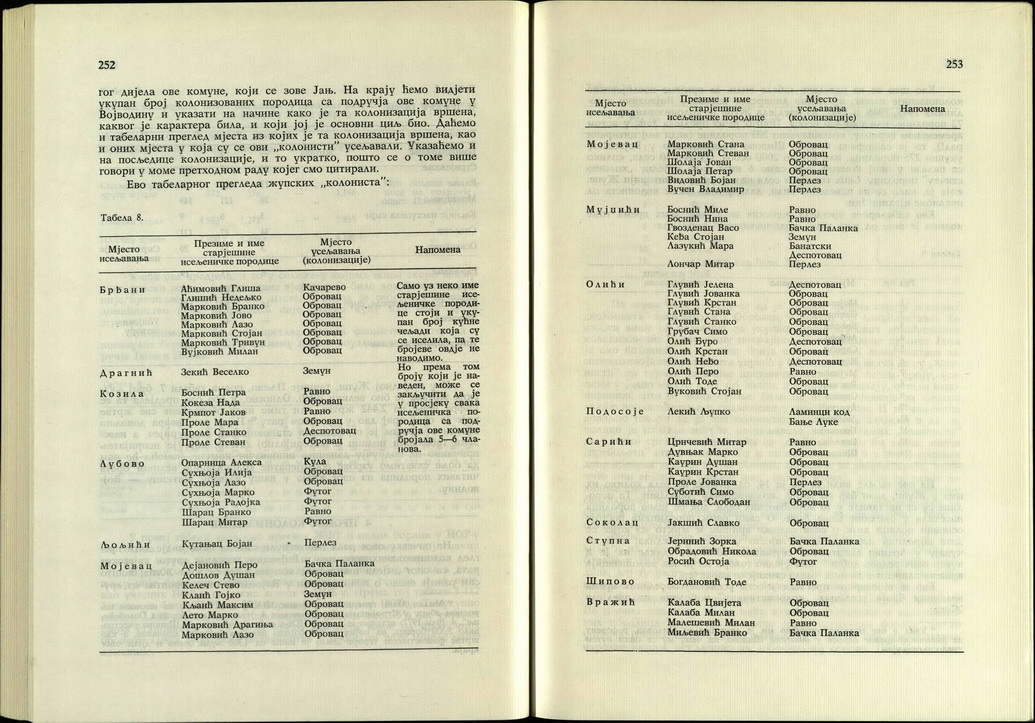 252
гог дијела ове комуне, који се зове Јањ. На крају ћемо видјети
укупан број колонизованих породица са подручја ове комуне у
Војводину и указати на начине како је та колонизација вршена,
каквог је карактера била, и који јој је основни циљ био. Даћемо
и табеларни преглед мјеста из којих је та колонизација вршена, као
и оних мјеста у која су се ови „колонисти” усељавали. Указаћемо и
на посљедице колонизације, и то укратко, пошто се о томе више
говори у моме претходном раду којег смо цитирали.
Ево табеларног прегледа жупских „колониста”:
Табела 8.
Мјесто исељавања Презиме и име старјешине исељеничке породице Мјесто усељавања (колонизације) Напомена
Брћани Аћимовић Глиша Качарево Само уз неко име
Глишић Недељко Обровац старјешине исе-
Марковић Бранко Обровац љеничке породи-
Марковић Јово Обровац це стоји и уку-
Марковић Лазо Обровац пан број кућне
Марковић Стојан Обровац чељади која су
Марковић Тривун Обровац се иселила, па те
Вујковић Милан Обровац бројеве овдје не
наводимо.
Драгнић Зекић Веселко Земун Но према том
броју који је на-
Козила Боснић Петра Равно веден, може се
Кокеза Нада Обровац закључити да је
Крмпот Јаков Равно у просјеку свака
Проле Мара Обровац исељеничка по-
Проле Станко Деспотовац родица са под-
Проле Стеван Обровац ручја ове комуне
бројала 5—6 чла-
нова.
Лубово Опарница Алекса Кула
Сухњоја Илија Обровац
Сухњоја Лазо Обровац
Сухњоја Марко Футог
Сухњоја Радојка Футог
Шарац Бранко Равно
Шарац Митар Футог
Љољићи Кутањац Бојан Перлез
Мојевац Дејановић Перо Бачка Паланка
Дошлов Душан Обровац
Келеч Стево Обровац
Клаић Гојко Земун
Кљаић Максим Обровац
Лето Марко Обровац
Марковић Драгиња Обровац
Марковић Лазо Обровац
253
Мјесто исељавања Презиме и име старјешине исељеничке породице Мјесто усељавања (колонизације) Напомена
Мојевац Марковић Стана Обровац
Марковић Стеван Обровац
Шолаја Јован Обровац
Шолаја Петар Обровац
Видовић Бојан Перлез
Вучен Владимир Перлез
Мујџићи Боснић Миле Равно
Боснић Нина Равно
Гвозденац Васо Бачка Паланка
Кећа Стојан Земун
Лазукић Мара Банатски
Деспотовац
Лончар Митар Перлез
Олићи Глувић Јелена Деспотовац
Глувић Јованка Обровац
Глувић Крстан Обровац
Глувић Стана Обровац
Глувић Станко Обровац
Грубач Симо Обровац
Олић Ђуро Деспотовац
Олић Крстан Обровац
Олић Нећо Деспотовац
Олић Перо Равно
Олић Тоде Обровац
Вуковић Стојан Обровац
Подосоје Лекић Љупко Ламинци код
Бање Луке
Сарићи Црнчевић Митар Равно
Дувњак Марко Обровац
Каурин Душан Обровац
Каурин Крстан Обровац
Проле Јованка Перлез
Суботић Симо Обровац
Шмања Слободан Обровац
Соколац Јакшић Славко Обровац
Ступна Јеринић Зорка Бачка Паланка
Обрадовић Никола Обровац
Росић Остоја Футог
Шипово Богдановић Тоде Равно
Вражић Калаба Цвијета Обровац
Калаба Милан Обровац
Малешевић Милан Равно
Миљевић Бранко Бачка Паланка